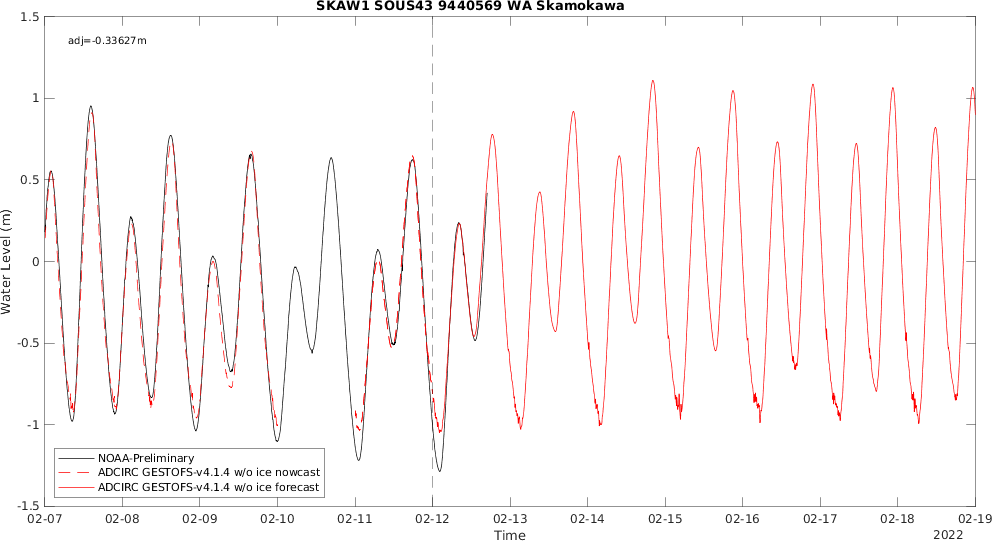 SKAW1 SOUS43 9440569 WA Skamokawa
adj=-0.33627m
Water Level (m)
1.5
1
0.5
0
-0.5
-1
-1.5
NOAA-Preliminary
ADCIRC GESTOFS-v4.1.4 w/o ice nowcast
ADCIRC GESTOFS-v4.1.4 w/o ice forecast
02-07 02-08 02-09 02-10 02-11 02-12 02-13 02-14 02-15 02-16 02-17 02-18 02-19
Time
2022